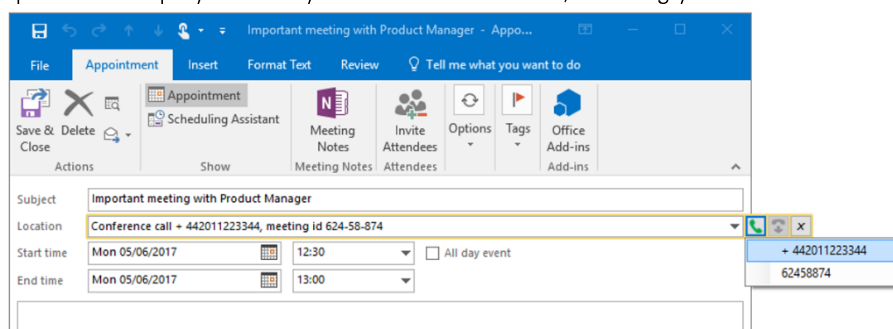 Important meeting with Product Manager - Appo...
File Appointment Insert Format Text Review Tell me what you want to do
Appointment
Scheduling Assistant
Save & Close
Delete
Meeting Notes
Invite Attendees
Options
Tags
Office Add-ins
Actions Show Meeting Notes Attendees Add-ins
Subject Important meeting with Product Manager
Location Conference call + 442011223344, meeting id 624-58-874
x
+ 442011223344
62458874
Start time Mon 05/06/2017 12:30 All day event
End time Mon 05/06/2017 13:00